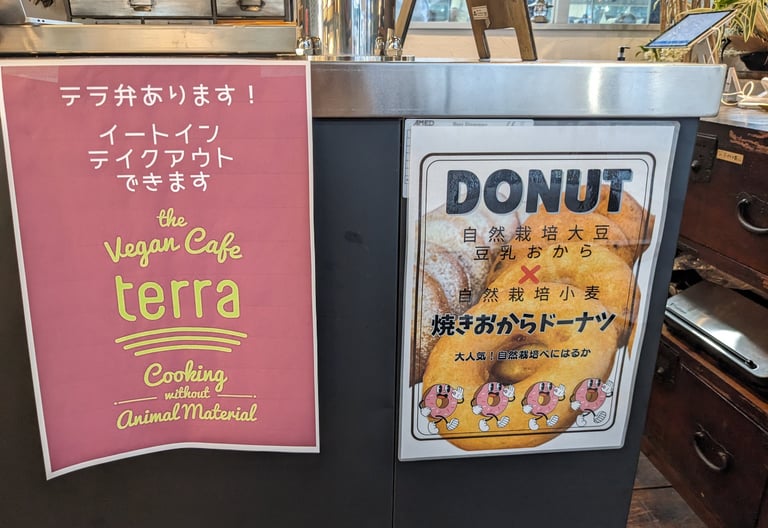 テラ弁あります！
イートイン
テイクアウト
できます
the
Vegan Cafe
terra
Cooking
without
Animal Material
AMED
DONUT
自然栽培大豆
豆乳おから
×
自然栽培小麦
焼きおからドーナツ
大人気！自然栽培べにはるか